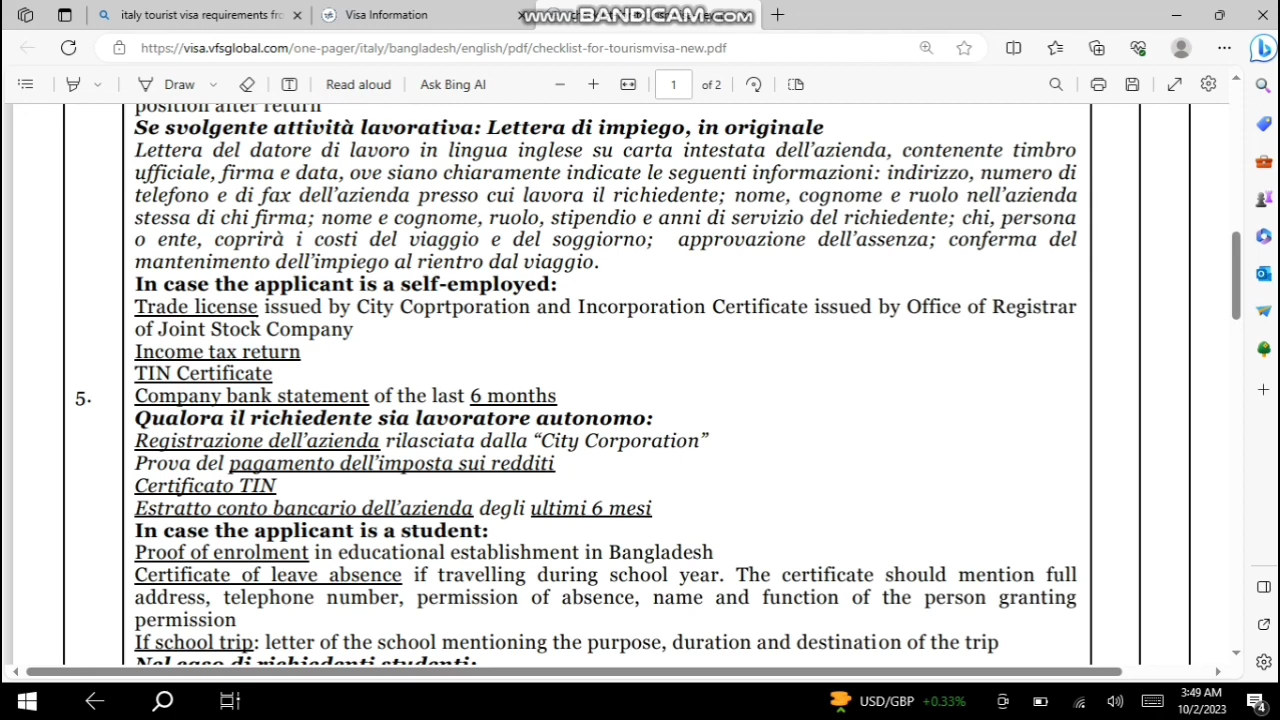 italy tourist visa requirements fro
Visa Information
www.BANDICAM.com
https://visa.vfsglobal.com/one-pager/italy/bangladesh/english/pdf/checklist-for-tourismvisa-new.pdf
Draw
Read aloud
Ask Bing AI
1 of 2
position after return
Se svolgente attività lavorativa: Lettera di impiego, in originale
Lettera del datore di lavoro in lingua inglese su carta intestata dell'azienda, contenente timbro
ufficiale, firma e data, ove siano chiaramente indicate le seguenti informazioni: indirizzo, numero di
telefono e di fax dell'azienda presso cui lavora il richiedente; nome, cognome e ruolo nell'azienda
stessa di chi firma; nome e cognome, ruolo, stipendio e anni di servizio del richiedente; chi, persona
o ente, coprirà i costi del viaggio e del soggiorno; approvazione dell'assenza; conferma del
mantenimento dell'impiego al rientro dal viaggio.
In case the applicant is a self-employed:
Trade license issued by City Coprtporation and Incorporation Certificate issued by Office of Registrar
of Joint Stock Company
Income tax return
TIN Certificate
5.
Company bank statement of the last 6 months
Qualora il richiedente sia lavoratore autonomo:
Registrazione dell'azienda rilasciata dalla “City Corporation”
Prova del pagamento dell'imposta sui redditi
Certificato TIN
Estratto conto bancario dell'azienda degli ultimi 6 mesi
In case the applicant is a student:
Proof of enrolment in educational establishment in Bangladesh
Certificate of leave absence if travelling during school year. The certificate should mention full
address, telephone number, permission of absence, name and function of the person granting
permission
If school trip: letter of the school mentioning the purpose, duration and destination of the trip
Nel caso di richiedenti studenti:
USD/GBP +0.33%
3:49 AM
10/2/2023
4